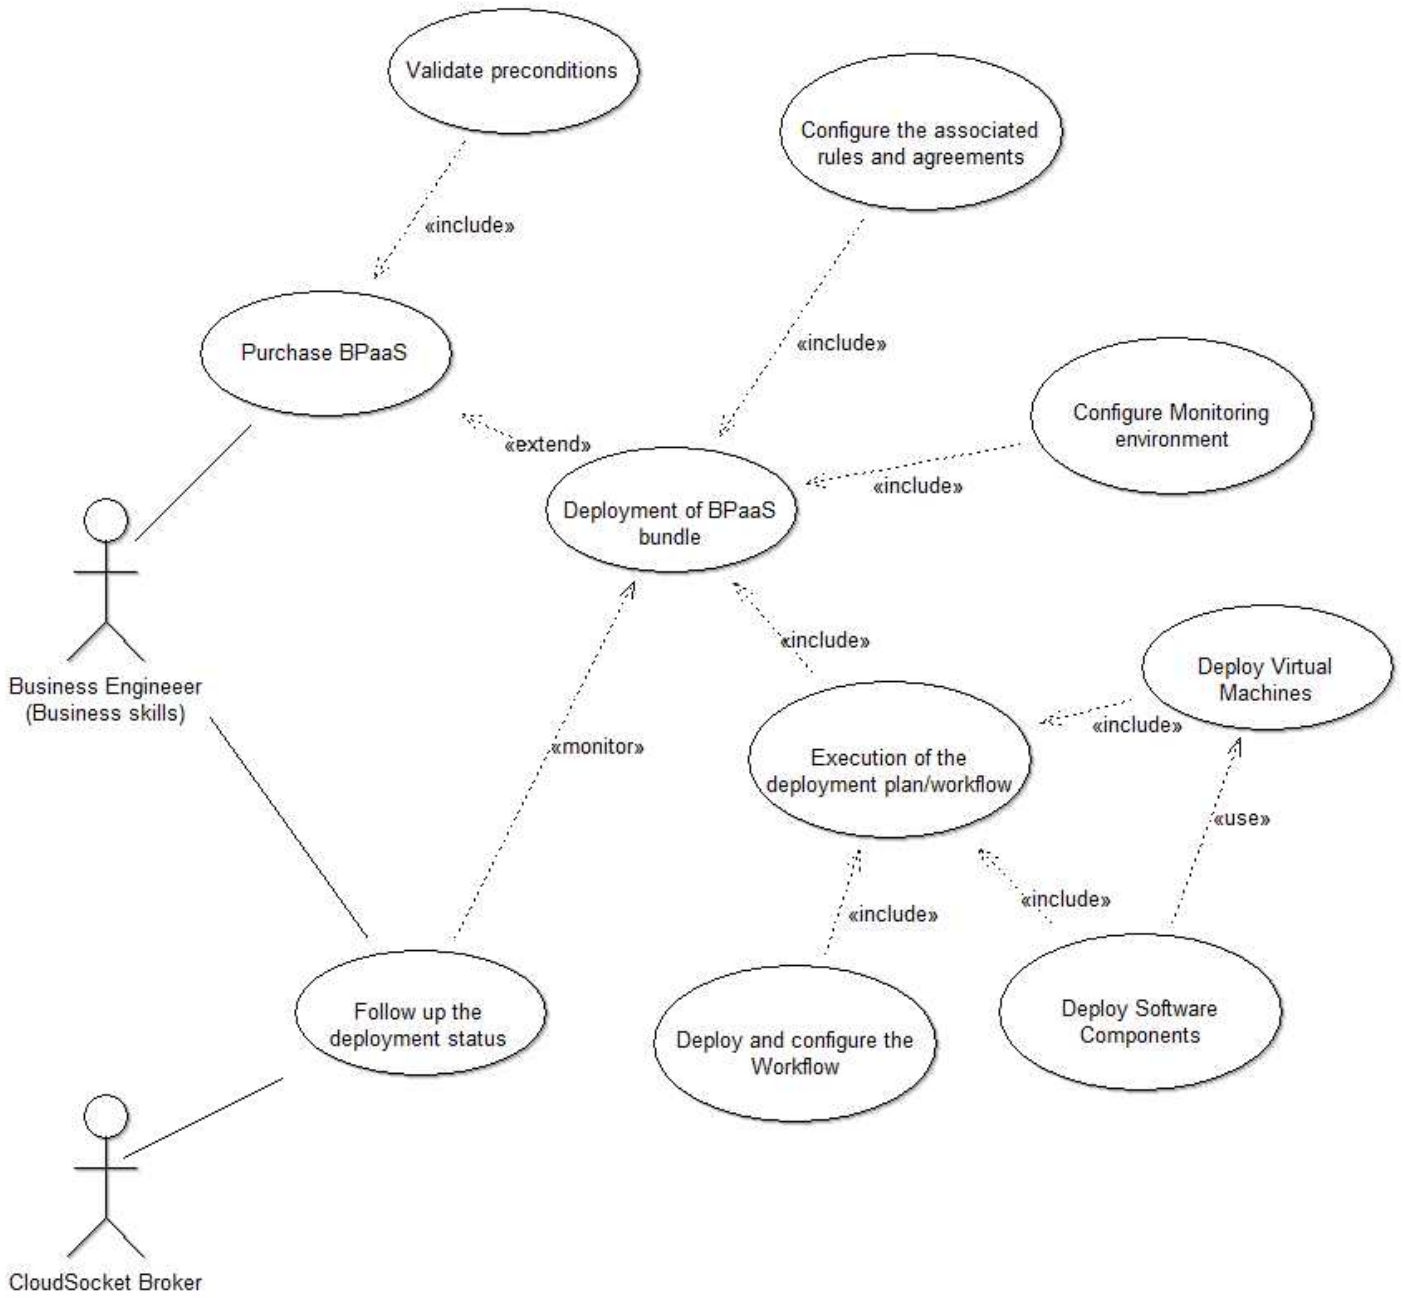 Validate preconditions
Configure the associated
rules and agreements
«include»
«include»
Purchase BPaaS
Configure Monitoring
environment
«extend»
«include»
Deployment of BPaaS
bundle
«include»
Deploy Virtual
Machines
Business Engineeer
(Business skills)
«include»
«monitor»
Execution of the
deployment plan/workflow
«use»
«include»
«include»
Follow up the
deployment status
Deploy Software
Components
Deploy and configure the
Workflow
CloudSocket Broker